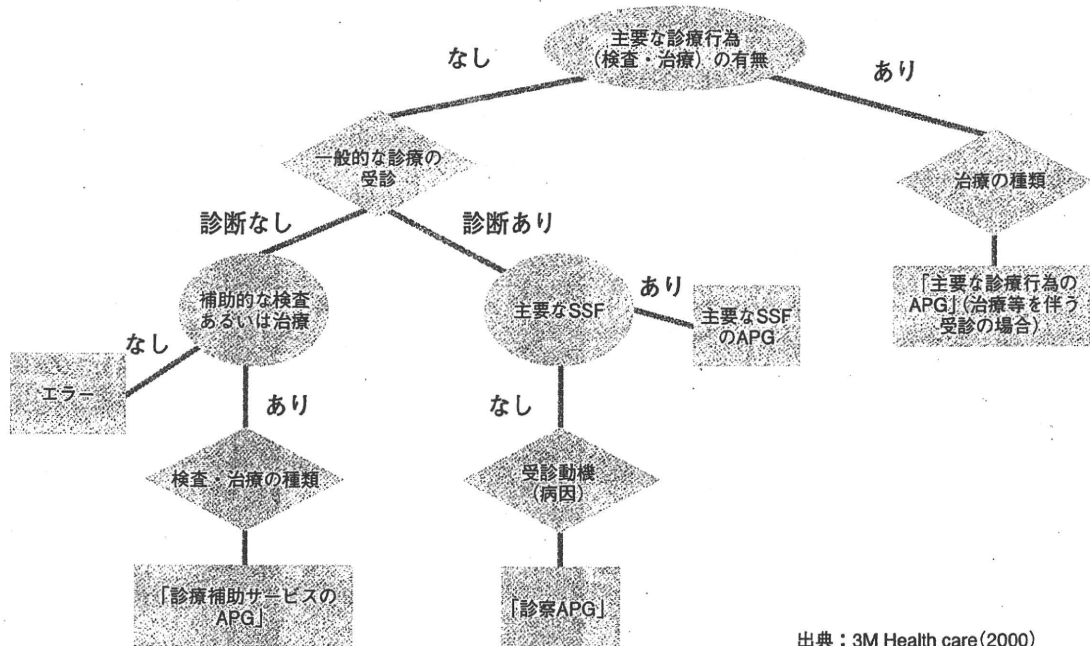 主要な診療行為
(検査・治療)の有無
なし
あり
一般的な診療の
受診
治療の種類
診断なし
診断あり
補助的な検査
あるいは治療
主要なSSF
あり
主要なSSF
のAPG
「主要な診療行為の
APG」(治療等を伴う
受診の場合)
なし
エラー
あり
なし
検査・治療の種類
受診動機
(病因)
「診療補助サービスの
APG」
「診察APG」
出典:3M Health care(2000)